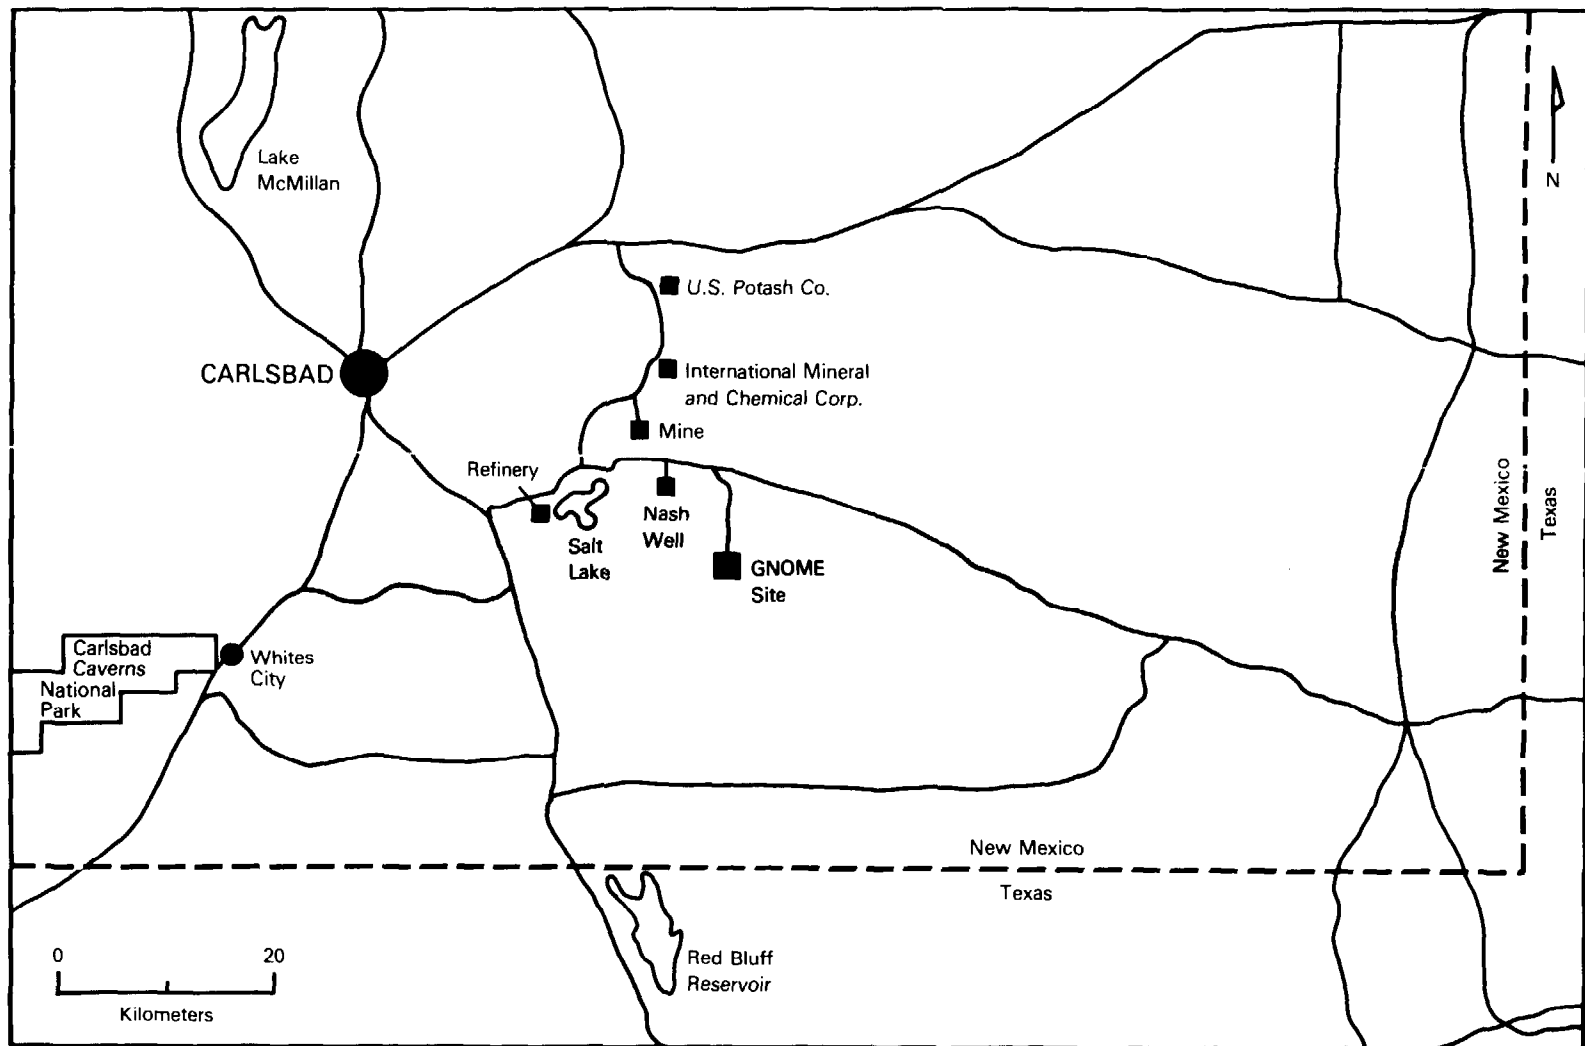 Lake
McMillan
N
U.S. Potash Co.
CARLSBAD
International Mineral
and Chemical Corp.
Mine
Refinery
Nash
Well
Salt
Lake
GNOME
Site
New Mexico
Texas
Carlsbad
Caverns
National
Park
Whites
City
New Mexico
Texas
0 20
Kilometers
Red Bluff
Reservoir